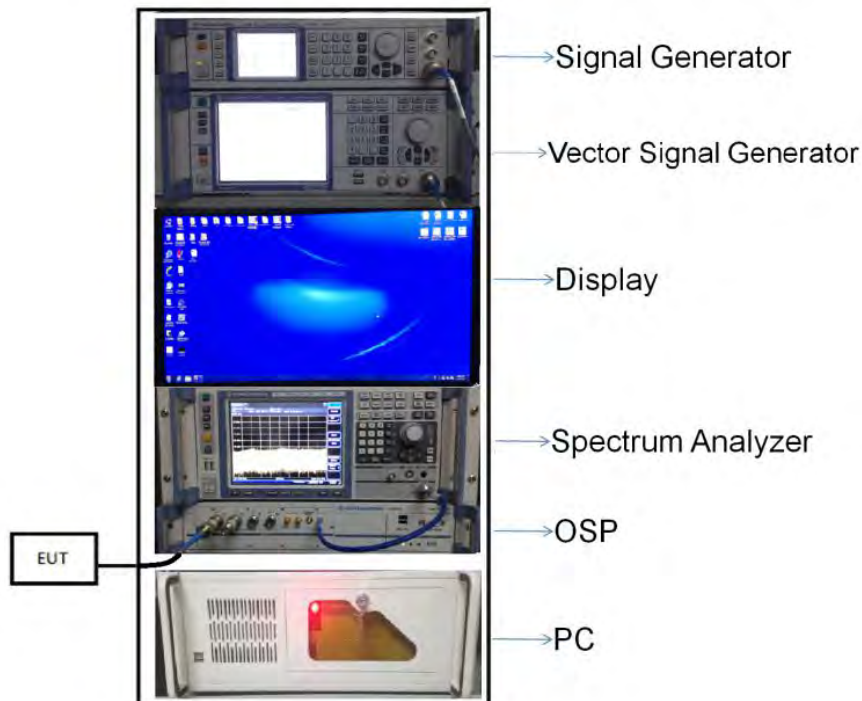 Signal Generator
Vector Signal Generator
Display
Spectrum Analyzer
OSP
EUT
PC